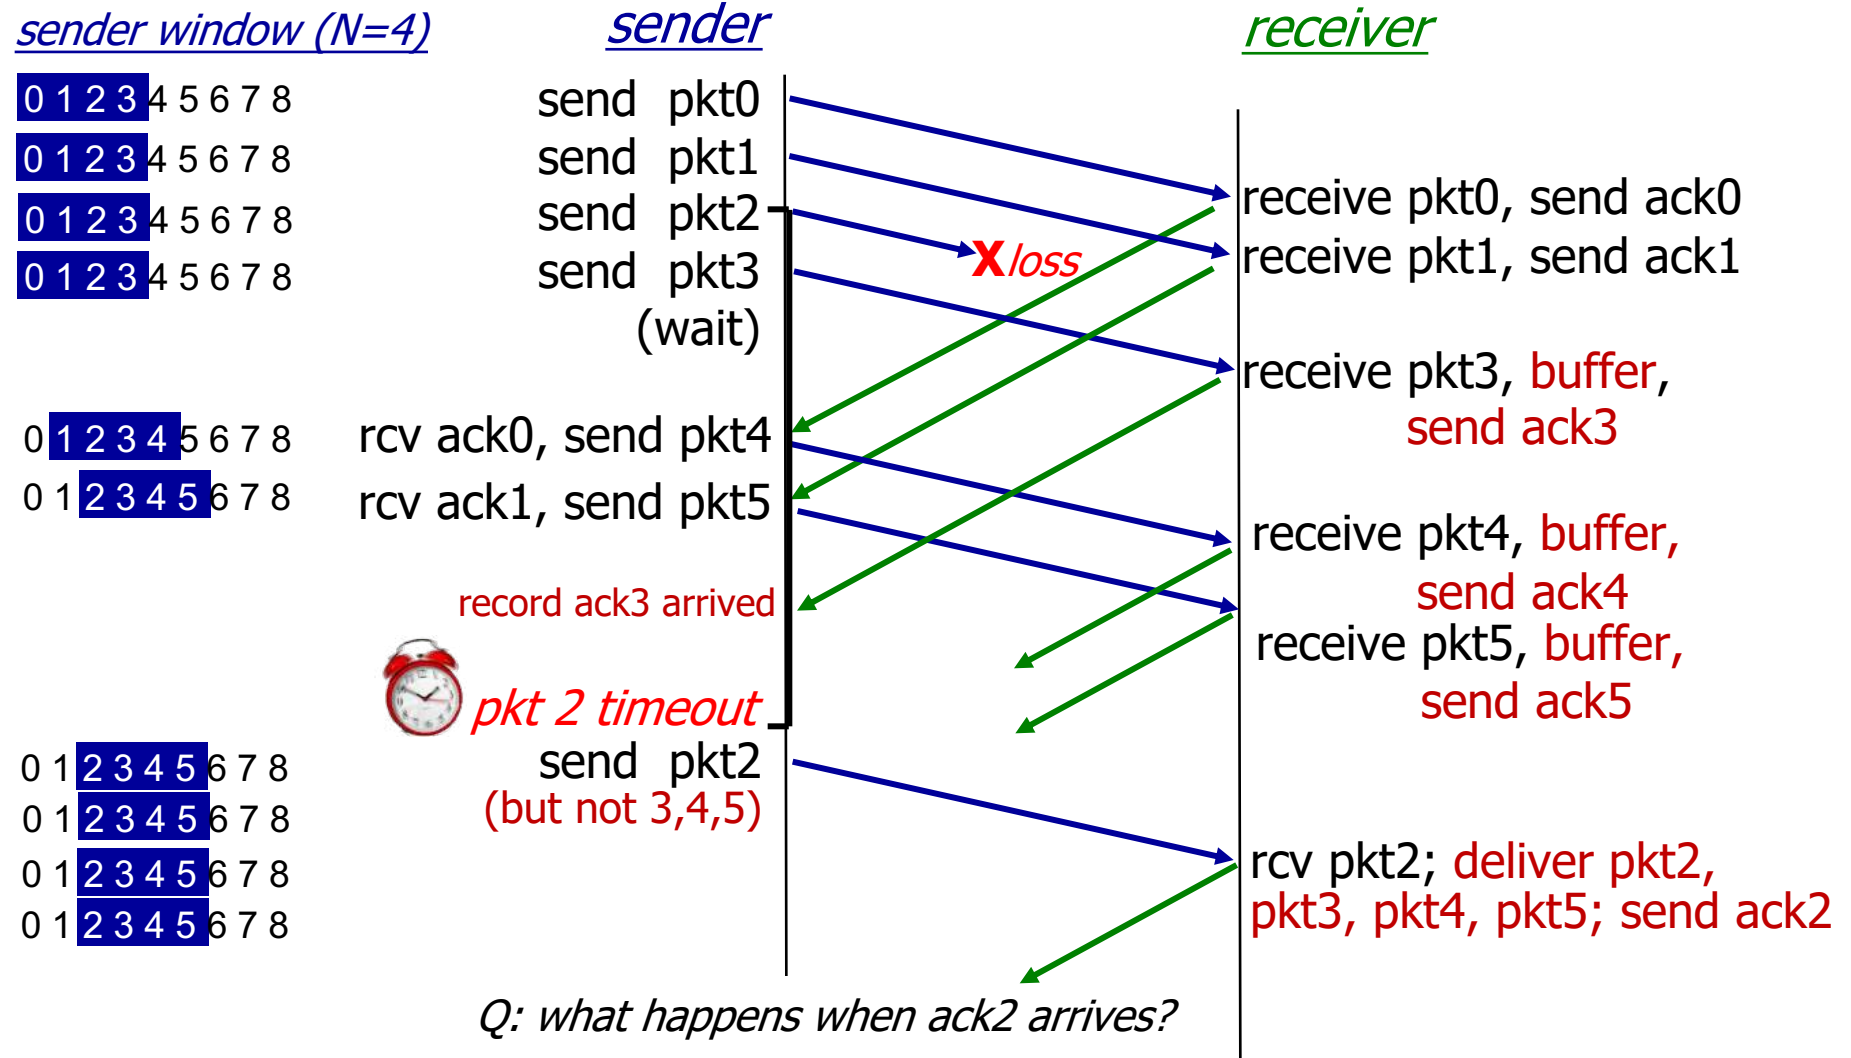 sender window (N=4)
sender
receiver
0 1 2 3 4 5 6 7 8
send pkt0
0 1 2 3 4 5 6 7 8
send pkt1
0 1 2 3 4 5 6 7 8
send pkt2
receive pkt0, send ack0
0 1 2 3 4 5 6 7 8
send pkt3
X loss
receive pkt1, send ack1
(wait)
receive pkt3, buffer,
send ack3
0 1 2 3 4 5 6 7 8
rcv ack0, send pkt4
0 1 2 3 4 5 6 7 8
rcv ack1, send pkt5
receive pkt4, buffer,
send ack4
record ack3 arrived
receive pkt5, buffer,
send ack5
pkt 2 timeout
0 1 2 3 4 5 6 7 8
send pkt2
0 1 2 3 4 5 6 7 8
(but not 3,4,5)
0 1 2 3 4 5 6 7 8
rcv pkt2; deliver pkt2,
0 1 2 3 4 5 6 7 8
pkt3, pkt4, pkt5; send ack2
Q: what happens when ack2 arrives?